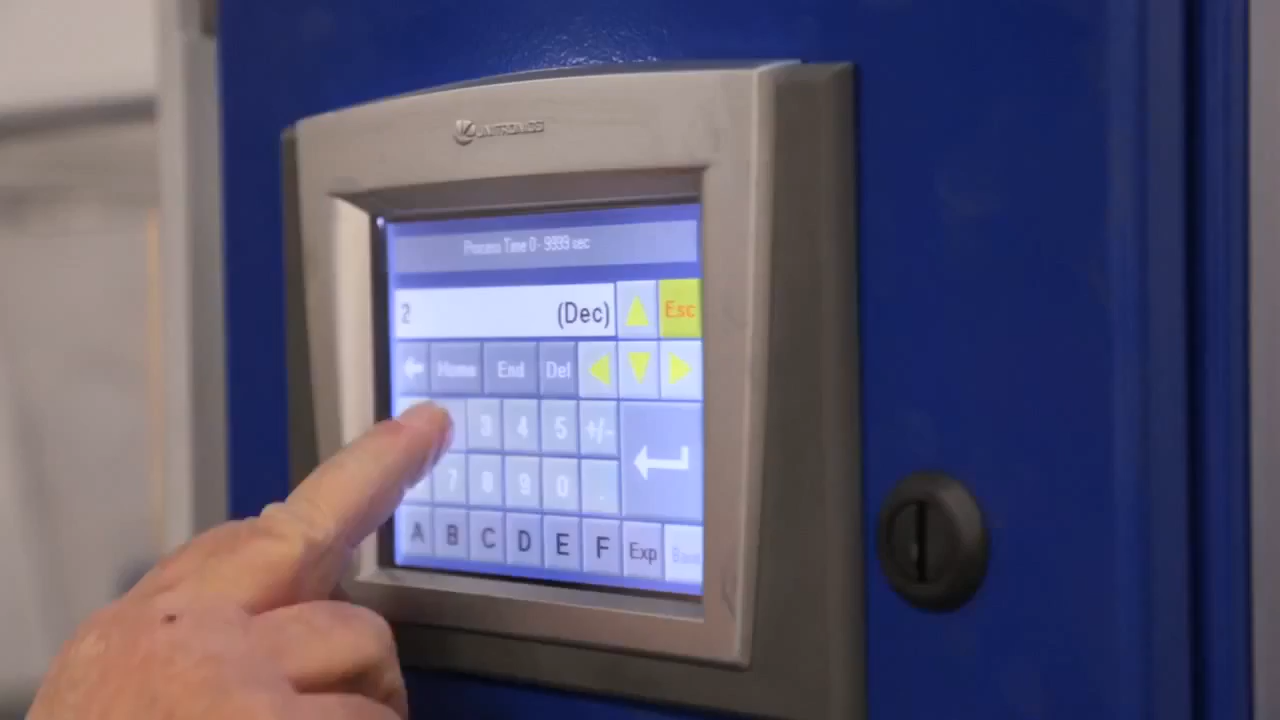 UNITRONICS
Process Time 0 - 9999 sec
2 (Dec) Esc
Home End Del
3 4 5 +/-
7 8 9 0 .
A B C D E F Exp